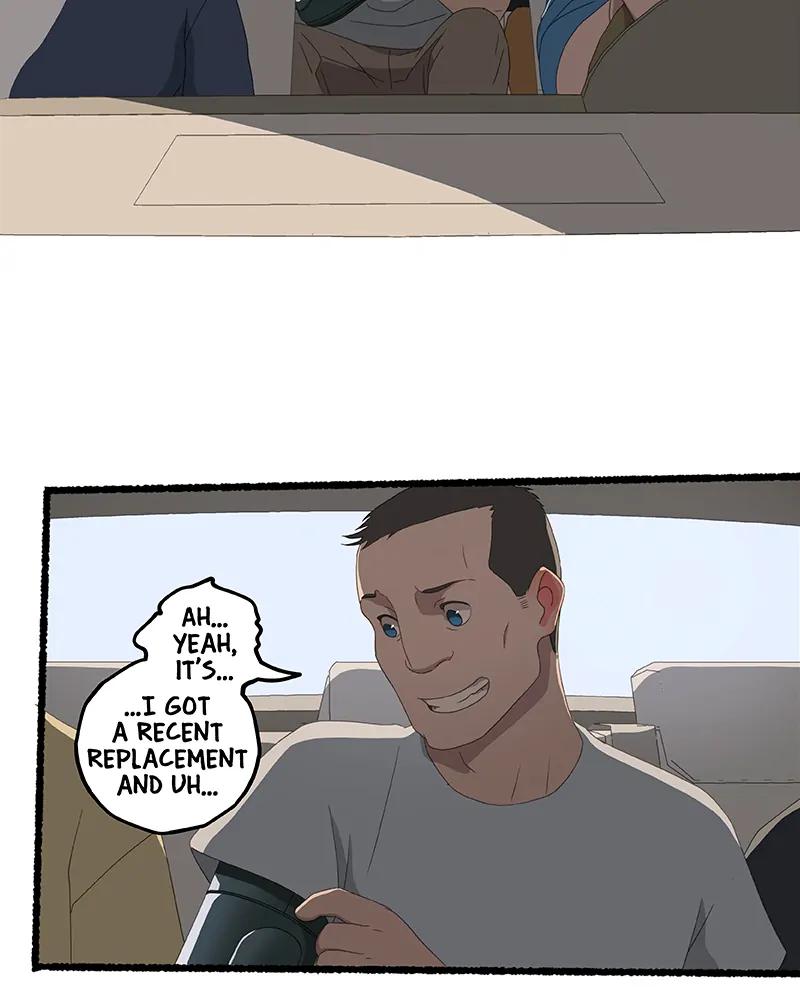 AH...
YEAH,
IT'S...
...I GOT
A RECENT
REPLACEMENT
AND UH...